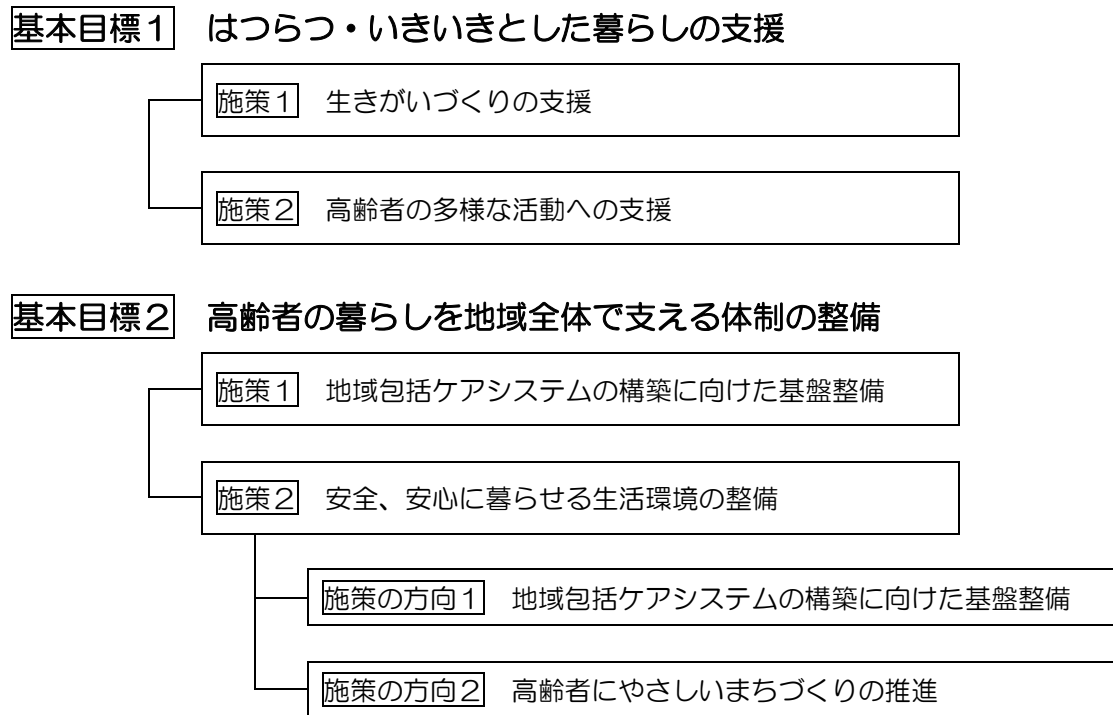 基本目標1 はつらつ・いきいきとした暮らしの支援
施策1 生きがいづくりの支援
施策2 高齢者の多様な活動への支援
基本目標2 高齢者の暮らしを地域全体で支える体制の整備
施策1 地域包括ケアシステムの構築に向けた基盤整備
施策2 安全、安心に暮らせる生活環境の整備
施策の方向1 地域包括ケアシステムの構築に向けた基盤整備
施策の方向2 高齢者にやさしいまちづくりの推進